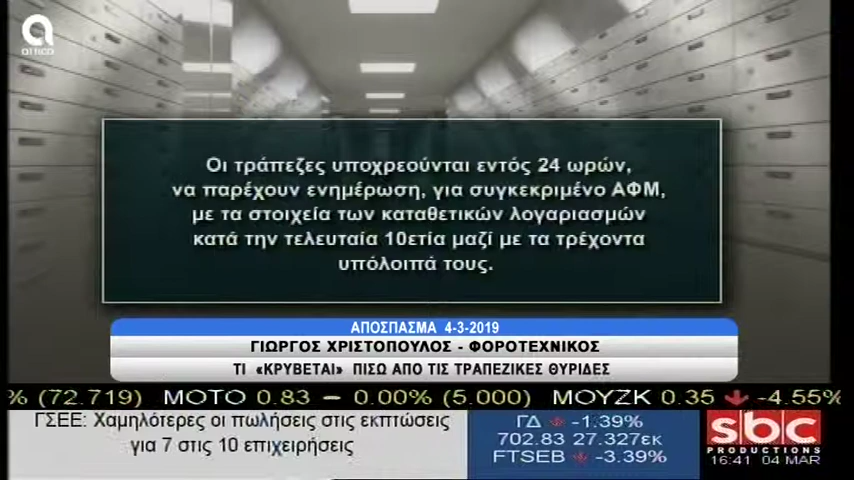 αttica
Οι τράπεζες υποχρεούνται εντός 24 ωρών,
να παρέχουν ενημέρωση, για συγκεκριμένο ΑΦΜ,
με τα στοιχεία των καταθετικών λογαριασμών
κατά την τελευταία 10ετία μαζί με τα τρέχοντα
υπόλοιπά τους.
ΑΠΟΣΠΑΣΜΑ 4-3-2019
ΓΙΩΡΓΟΣ ΧΡΙΣΤΟΠΟΥΛΟΣ - ΦΟΡΟΤΕΧΝΙΚΟΣ
ΤΙ «ΚΡΥΒΕΤΑΙ» ΠΙΣΩ ΑΠΟ ΤΙΣ ΤΡΑΠΕΖΙΚΕΣ ΘΥΡΙΔΕΣ
% (72.719) ΜΟΤΟ 0.83 – 0.00% (5.000) ΜΟΥΖΚ 0.35 -4.55%
ΓΣΕΕ: Χαμηλότερες οι πωλήσεις στις εκπτώσεις
για 7 στις 10 επιχειρήσεις
ΓΔ -1.39%
702.83 27.327εκ
FTSEB -3.39%
sbc
PRODUCTIONS
16:41 04 MAR